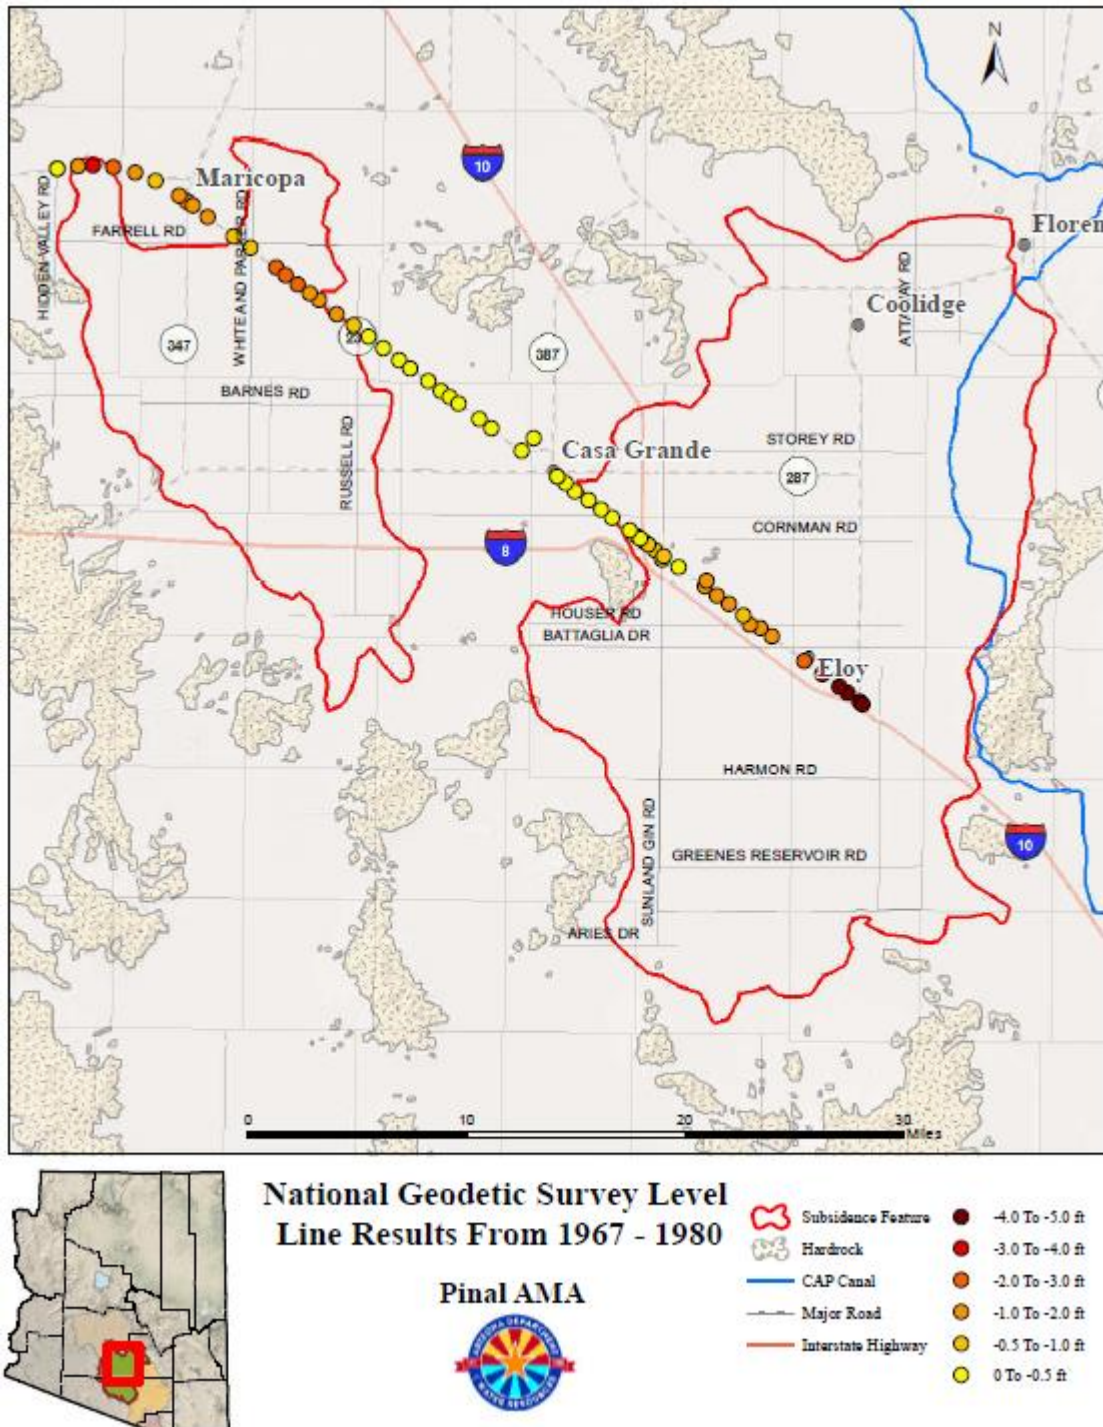 N
10
Maricopa
Floren
FARRELL RD
HIDDEN VALLEY RD
WHITE AND PARKER RD
ATTAWAY RD
Coolidge
347
387
BARNES RD
RUSSELL RD
Casa Grande
STOREY RD
287
CORNMAN RD
8
HOUSER RD
BATTAGLIA DR
Eloy
HARMON RD
SUNLAND GIN RD
10
GREENES RESERVOIR RD
ARIES DR
0 10 20 30 Miles
National Geodetic Survey Level
Line Results From 1967 - 1980
Pinal AMA
ARIZONA DEPARTMENT
WATER RESOURCES
Subsidence Feature
Hardrock
CAP Canal
Major Road
Interstate Highway
-4.0 To -5.0 ft
-3.0 To -4.0 ft
-2.0 To -3.0 ft
-1.0 To -2.0 ft
-0.5 To -1.0 ft
0 To -0.5 ft